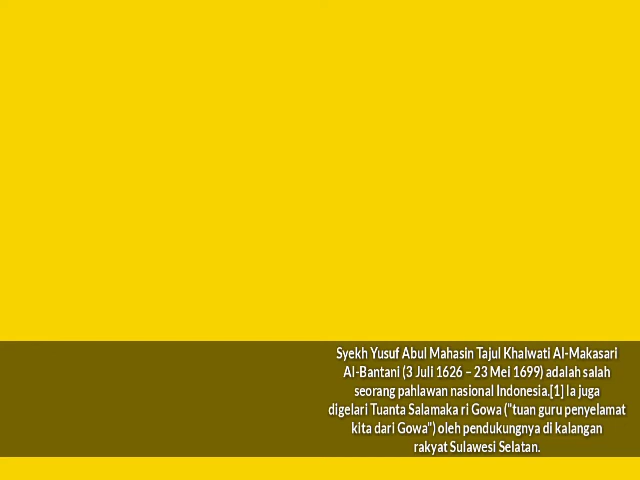 Syekh Yusuf Abul Mahasin Tajul Khalwati Al-Makasari
Al-Bantani (3 Juli 1626 – 23 Mei 1699) adalah salah
seorang pahlawan nasional Indonesia.[1] Ia juga
digelari Tuanta Salamaka ri Gowa ("tuan guru penyelamat
kita dari Gowa") oleh pendukungnya di kalangan
rakyat Sulawesi Selatan.